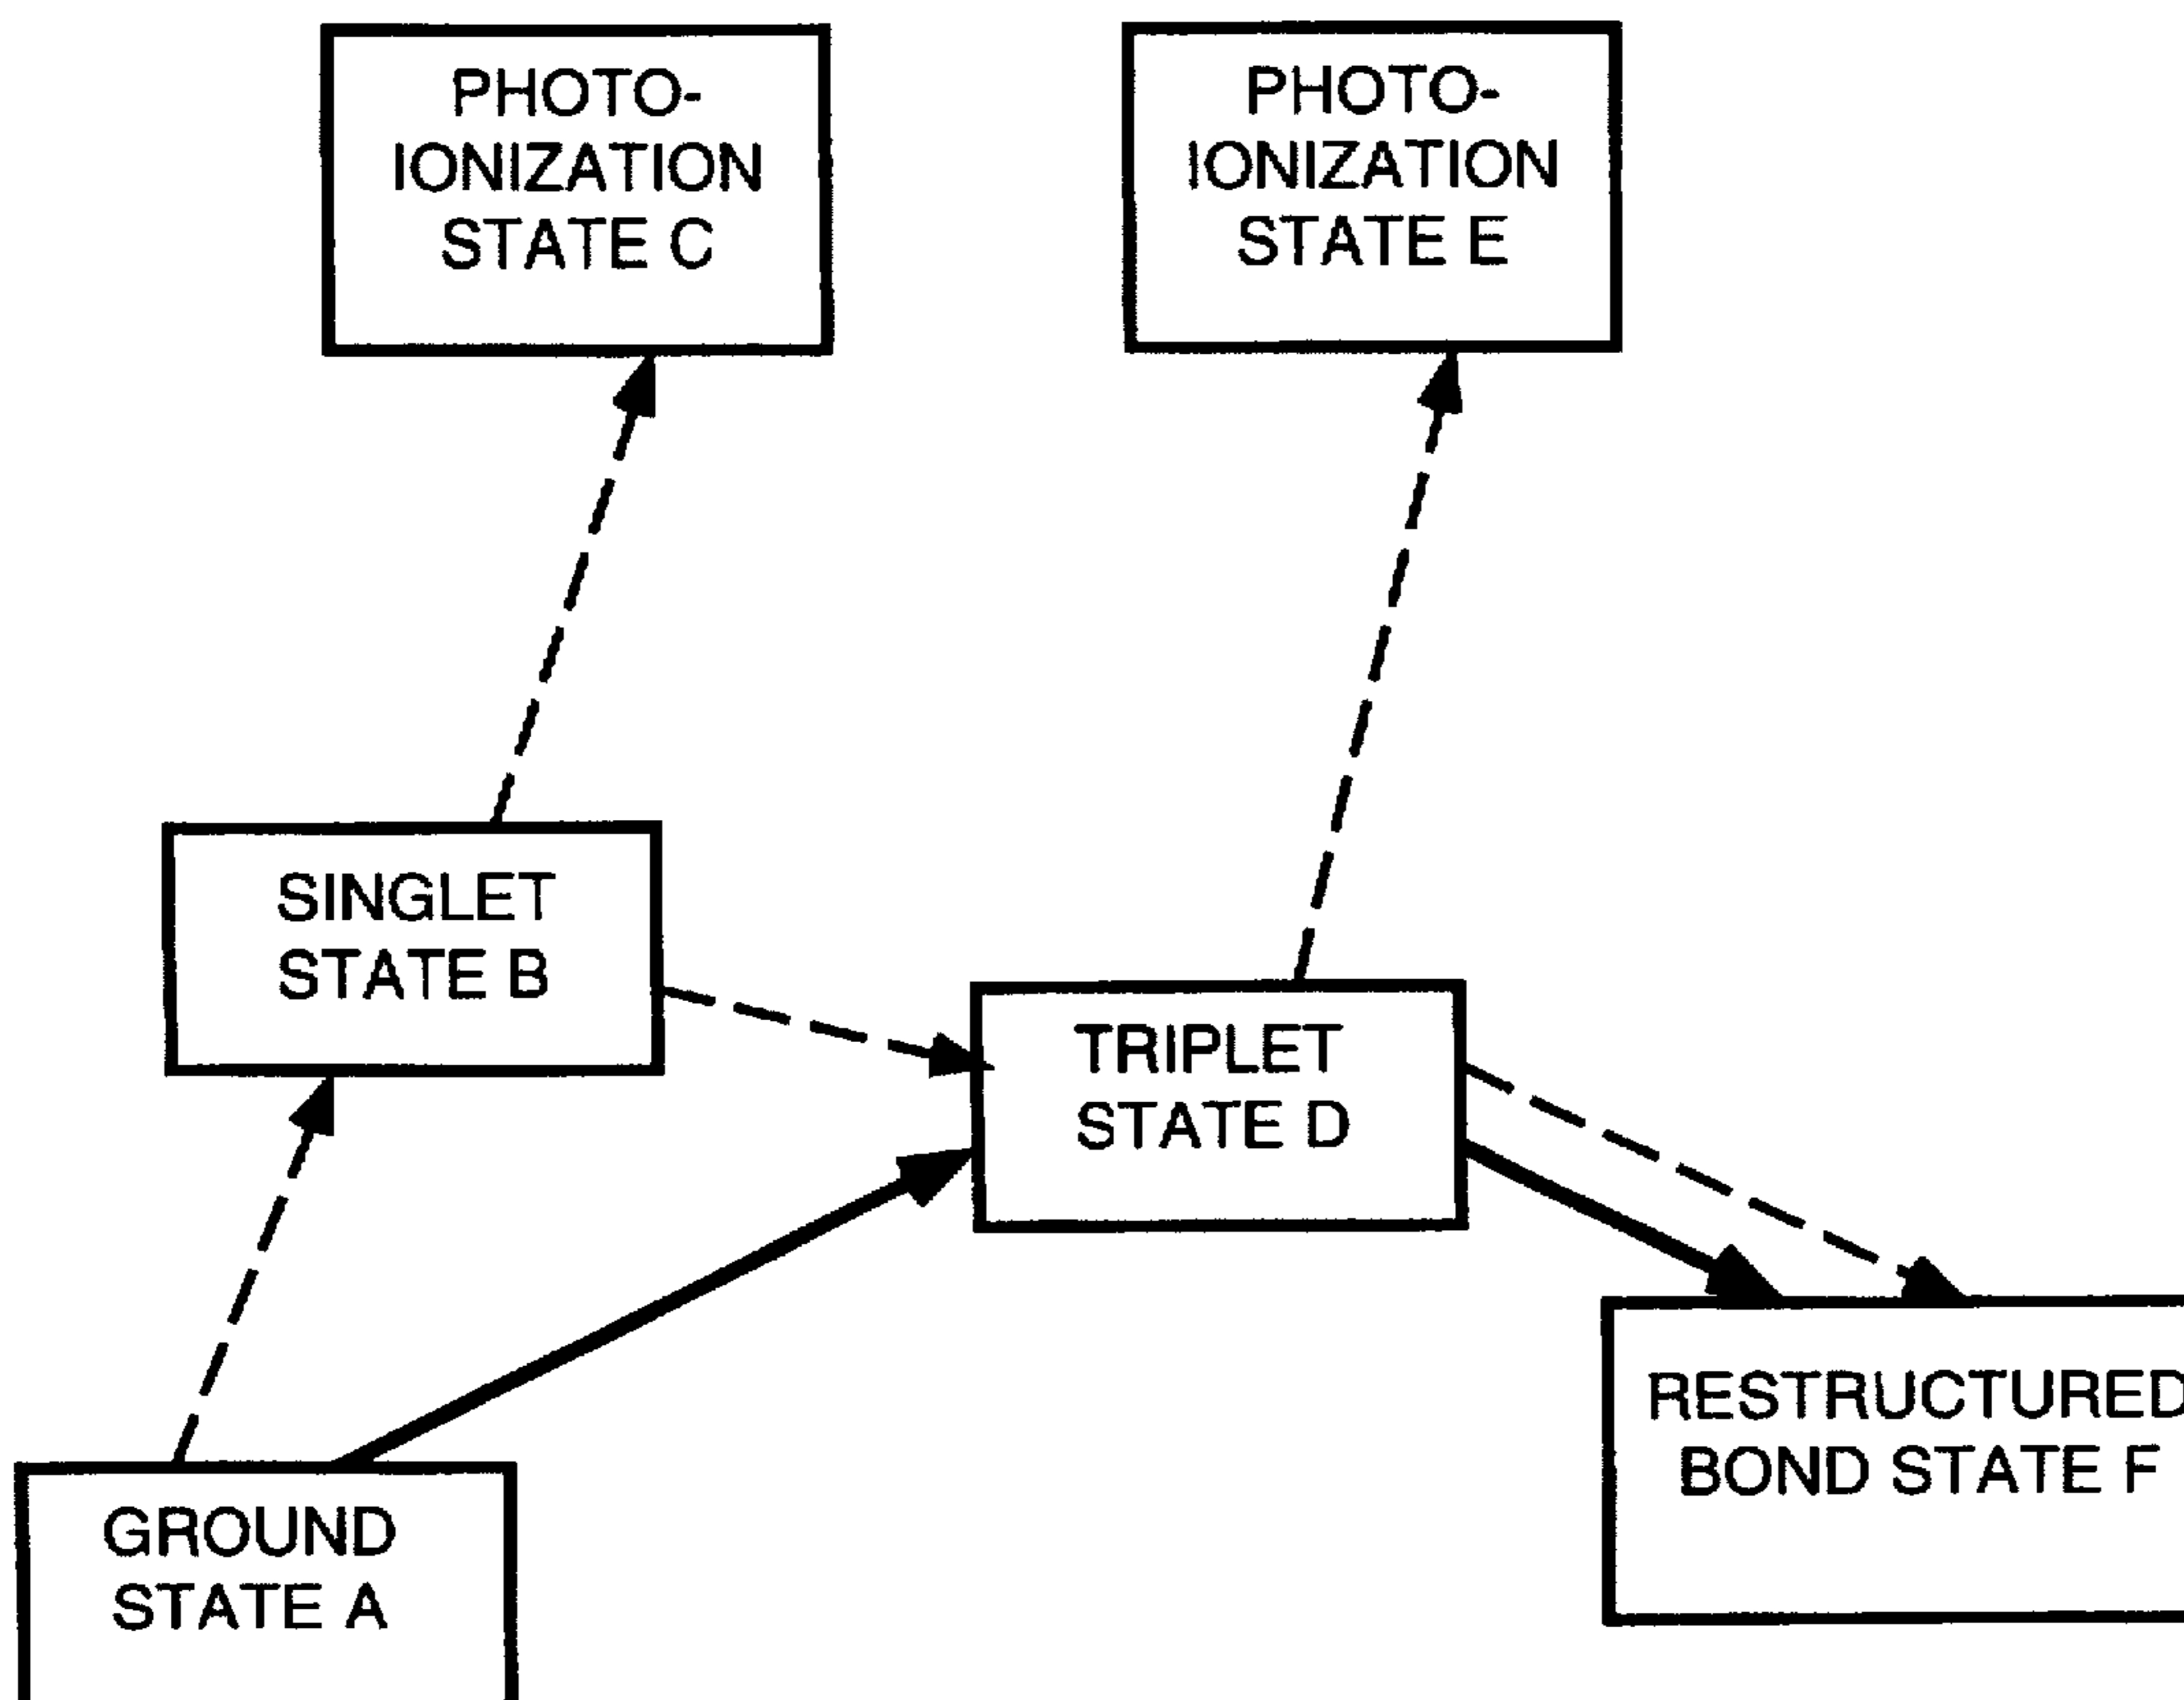 PHOTO-
IONIZATION
STATE C
PHOTO-
IONIZATION
STATE E
SINGLET
STATE B
TRIPLET
STATE D
RESTRUCTURED
BOND STATE F
GROUND
STATE A